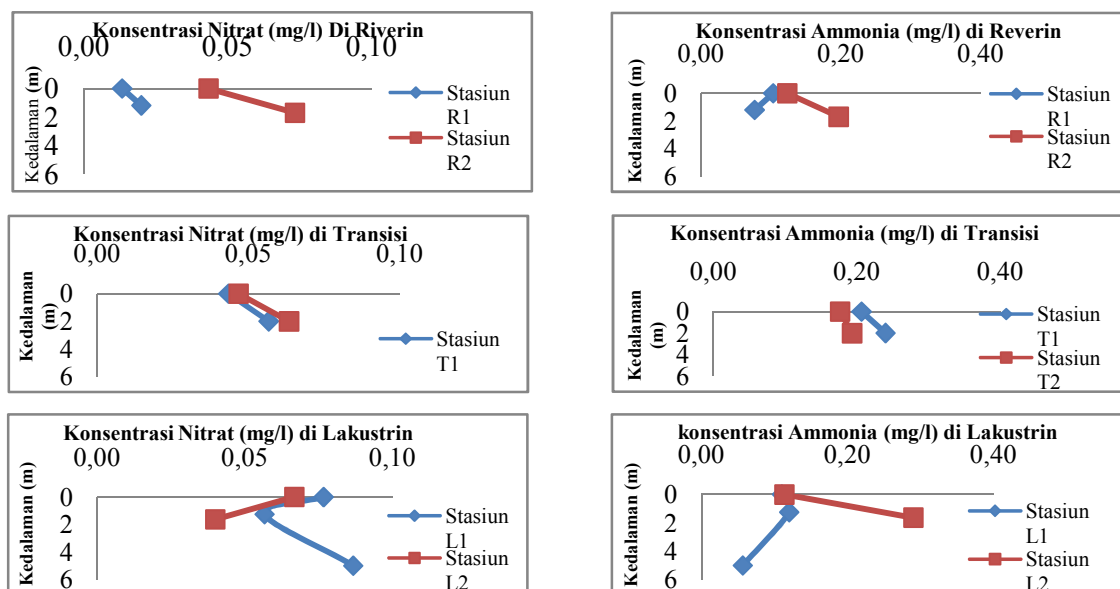 Konsentrasi Nitrat (mg/l) Di Riverin
0,00 0,05 0,10
Kedalaman (m)
0
2
4
6
Stasiun
R1
Stasiun
R2
Konsentrasi Ammonia (mg/l) di Reverin
0,00 0,20 0,40
Kedalaman (m)
0
2
4
6
Stasiun
R1
Stasiun
R2
Konsentrasi Nitrat (mg/l) di Transisi
0,00 0,05 0,10
Kedalaman
(m)
0
2
4
6
Stasiun
T1
Konsentrasi Ammonia (mg/l) di Transisi
0,00 0,20 0,40
Kedalaman
(m)
0
2
4
6
Stasiun
T1
Stasiun
T2
Konsentrasi Nitrat (mg/l) di Lakustrin
0,00 0,05 0,10
Kedalaman (m)
0
2
4
6
Stasiun
L1
Stasiun
L2
konsentrasi Ammonia (mg/l) di Lakustrin
0,00 0,20 0,40
Kedalaman (m)
0
2
4
6
Stasiun
L1
Stasiun
L2